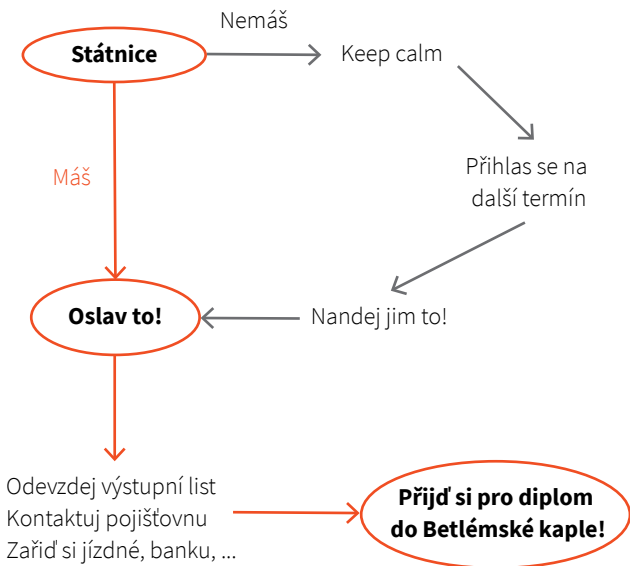 Nemáš
Státnice
Keep calm
Máš
Přihlas se na
další termín
Oslav to!
Nandej jim to!
Odevzdej výstupní list
Kontaktuj pojišťovnu
Zařiď si jízdné, banku, ...
Přijď si pro diplom
do Betlémské kaple!